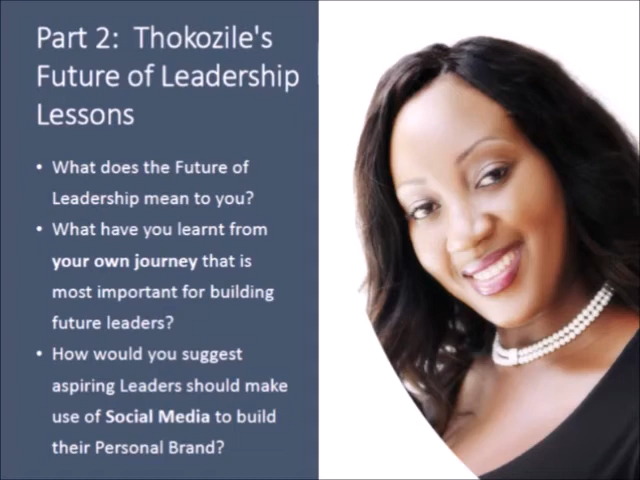 Part 2:  Thokozile's
Future of Leadership
Lessons
• What does the Future of
Leadership mean to you?
• What have you learnt from
your own journey that is
most important for building
future leaders?
• How would you suggest
aspiring Leaders should make
use of Social Media to build
their Personal Brand?